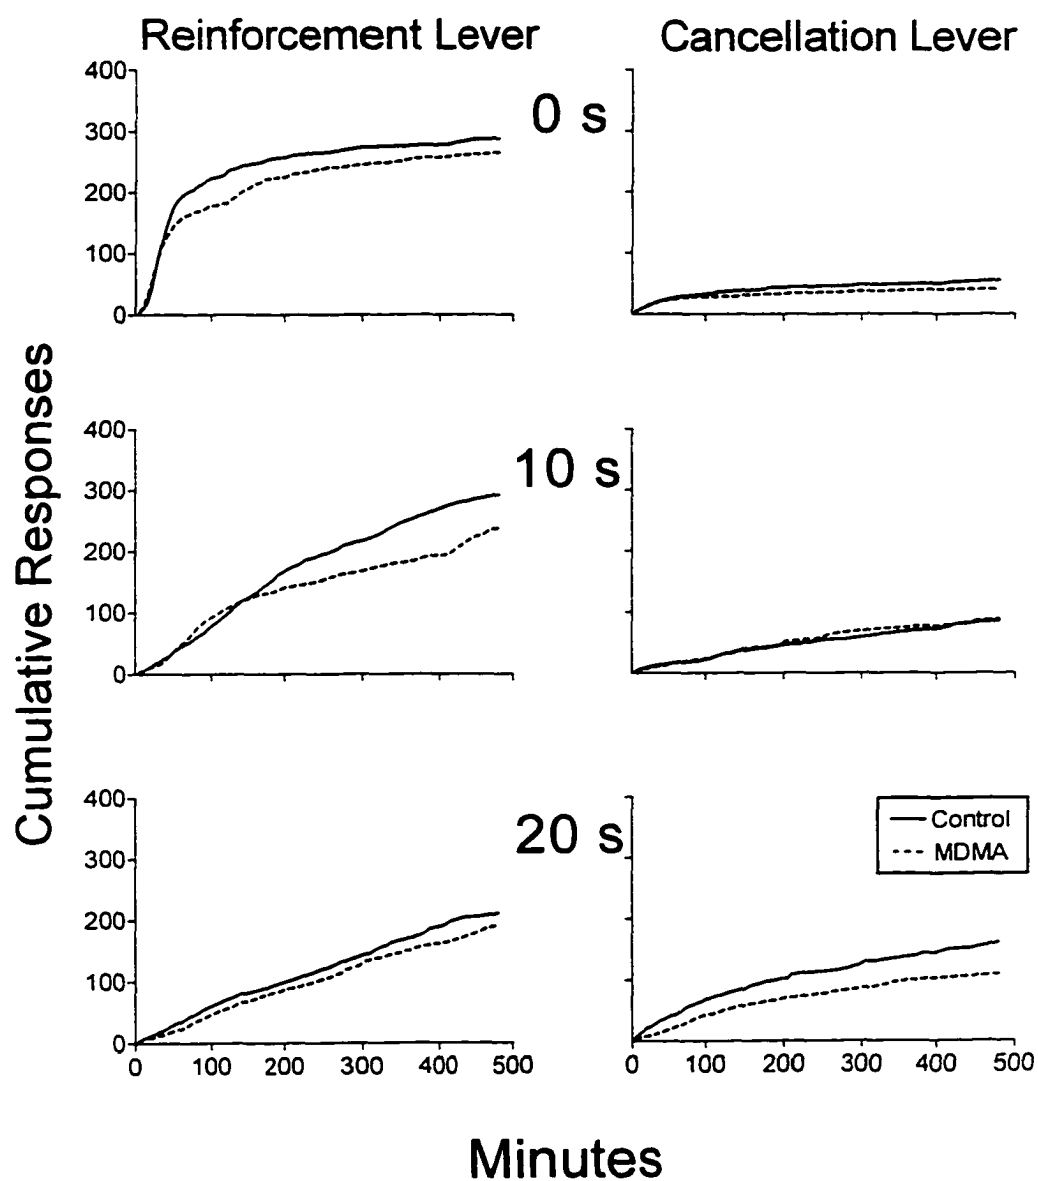 Reinforcement Lever
Cancellation Lever
400
300
200
100
0
0 s
Cumulative Responses
400
300
200
100
0
10 s
400
300
200
100
0
20 s
Control
MDMA
0 100 200 300 400 500
0 100 200 300 400 500
Minutes